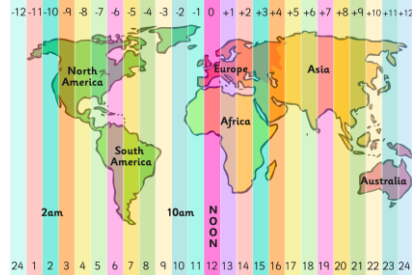 -12 -11 -10 -9 -8 -7 -6 -5 -4 -3 -2 -1 0 +1 +2 +3 +4 +5 +6 +7 +8 +9 +10 +11 +12
North
America
Europe
Asia
Africa
South
America
Australia
2am
10am
NOON
24 1 2 3 4 5 6 7 8 9 10 11 12 13 14 15 16 17 18 19 20 21 22 23 24